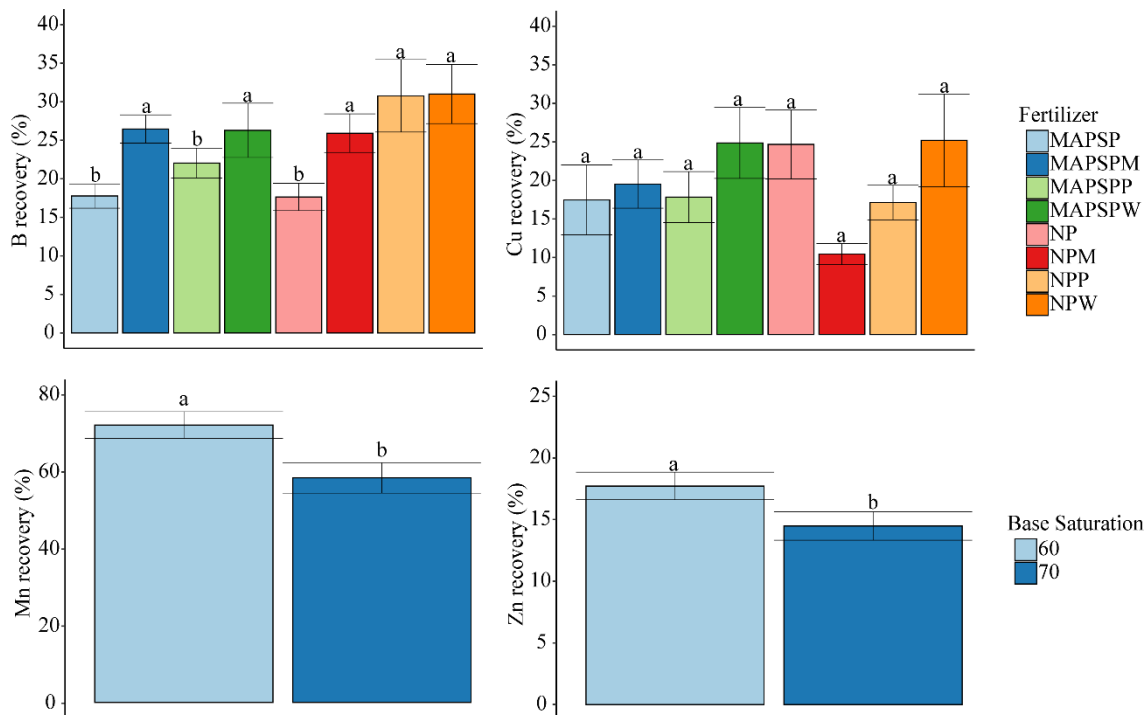 40
35
30
25
20
15
10
5
0
B recovery (%)
b
a
b
a
b
a
a
a
40
35
30
25
20
15
10
5
0
Cu recovery (%)
a
a
a
a
a
a
a
a
Fertilizer
MAPSP
MAPSPM
MAPSPP
MAPSPW
NP
NPM
NPP
NPW
80
60
40
20
0
Mn recovery (%)
a
b
25
20
15
10
5
0
Zn recovery (%)
a
b
Base Saturation
60
70